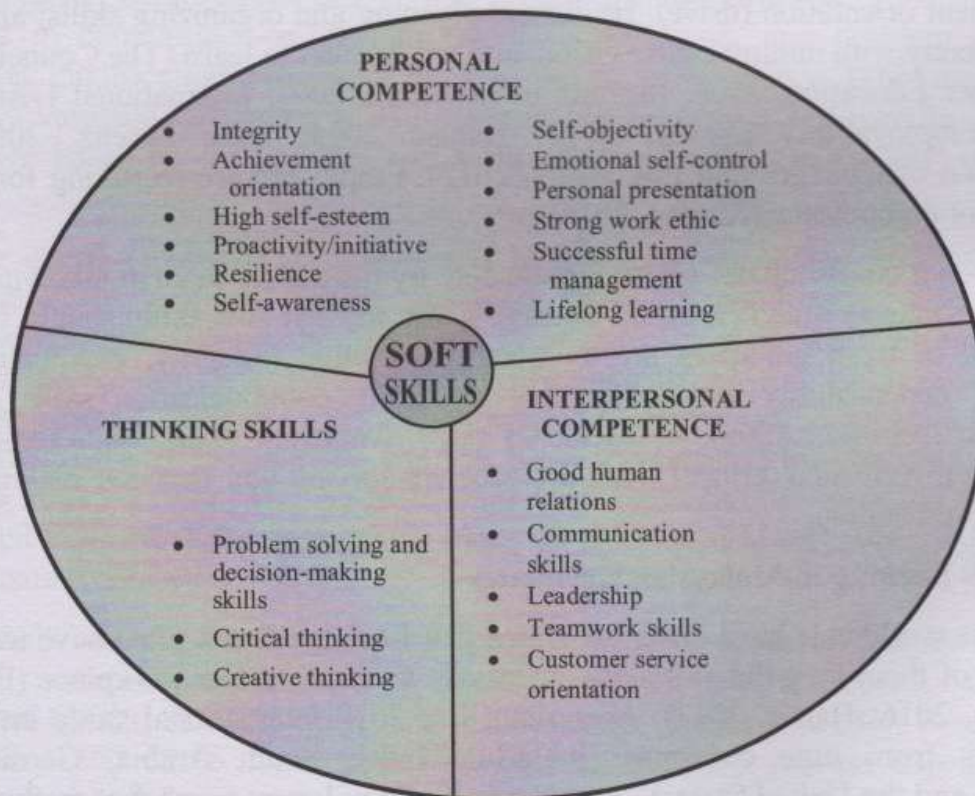 PERSONAL
COMPETENCE
• Integrity
• Achievement
orientation
• High self-esteem
• Proactivity/initiative
• Resilience
• Self-awareness
• Self-objectivity
• Emotional self-control
• Personal presentation
• Strong work ethic
• Successful time
management
• Lifelong learning
SOFT
SKILLS
THINKING SKILLS
• Problem solving and
decision-making
skills
• Critical thinking
• Creative thinking
INTERPERSONAL
COMPETENCE
• Good human
relations
• Communication
skills
• Leadership
• Teamwork skills
• Customer service
orientation